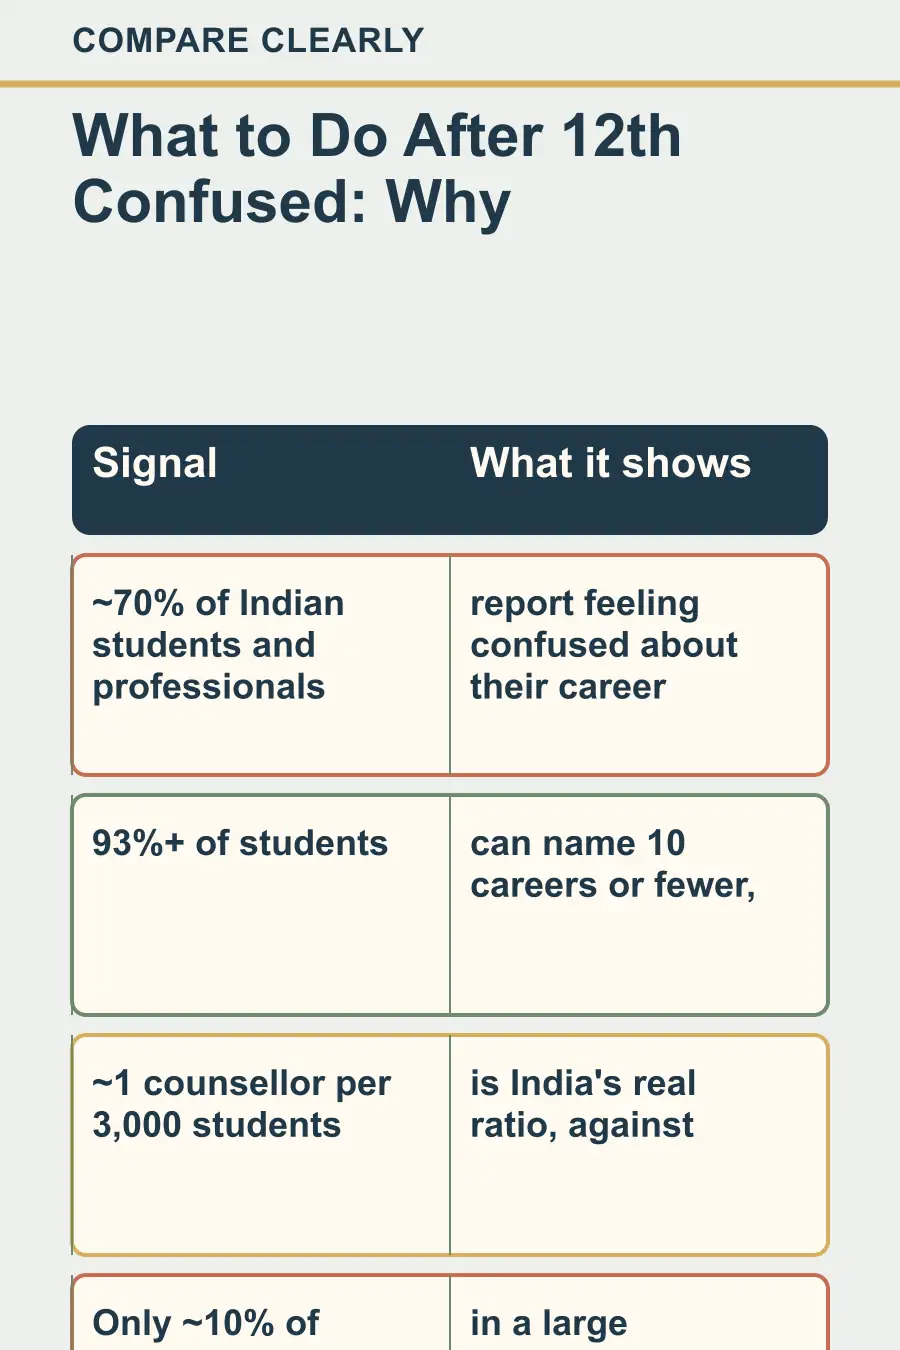 COMPARE CLEARLY
What to Do After 12th
Confused: Why
Signal
What it shows
~70% of Indian
students and
professionals
report feeling
confused about
their career
93%+ of students
can name 10
careers or fewer,
~1 counsellor per
3,000 students
is India's real
ratio, against
Only ~10% of
in a large